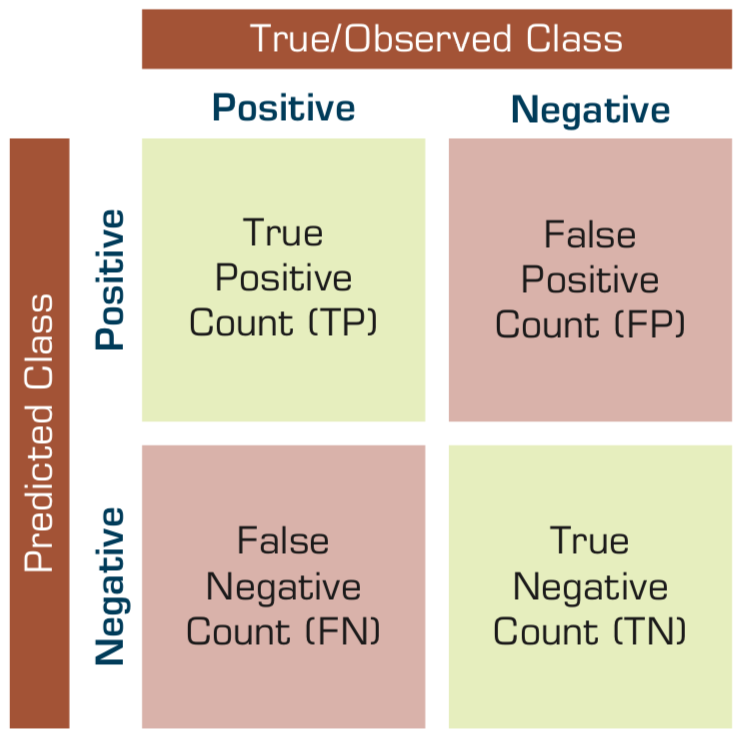 True/Observed Class
Positive
Negative
Predicted Class
Positive
True
Positive
Count (TP)
False
Positive
Count (FP)
Negative
False
Negative
Count (FN)
True
Negative
Count (TN)